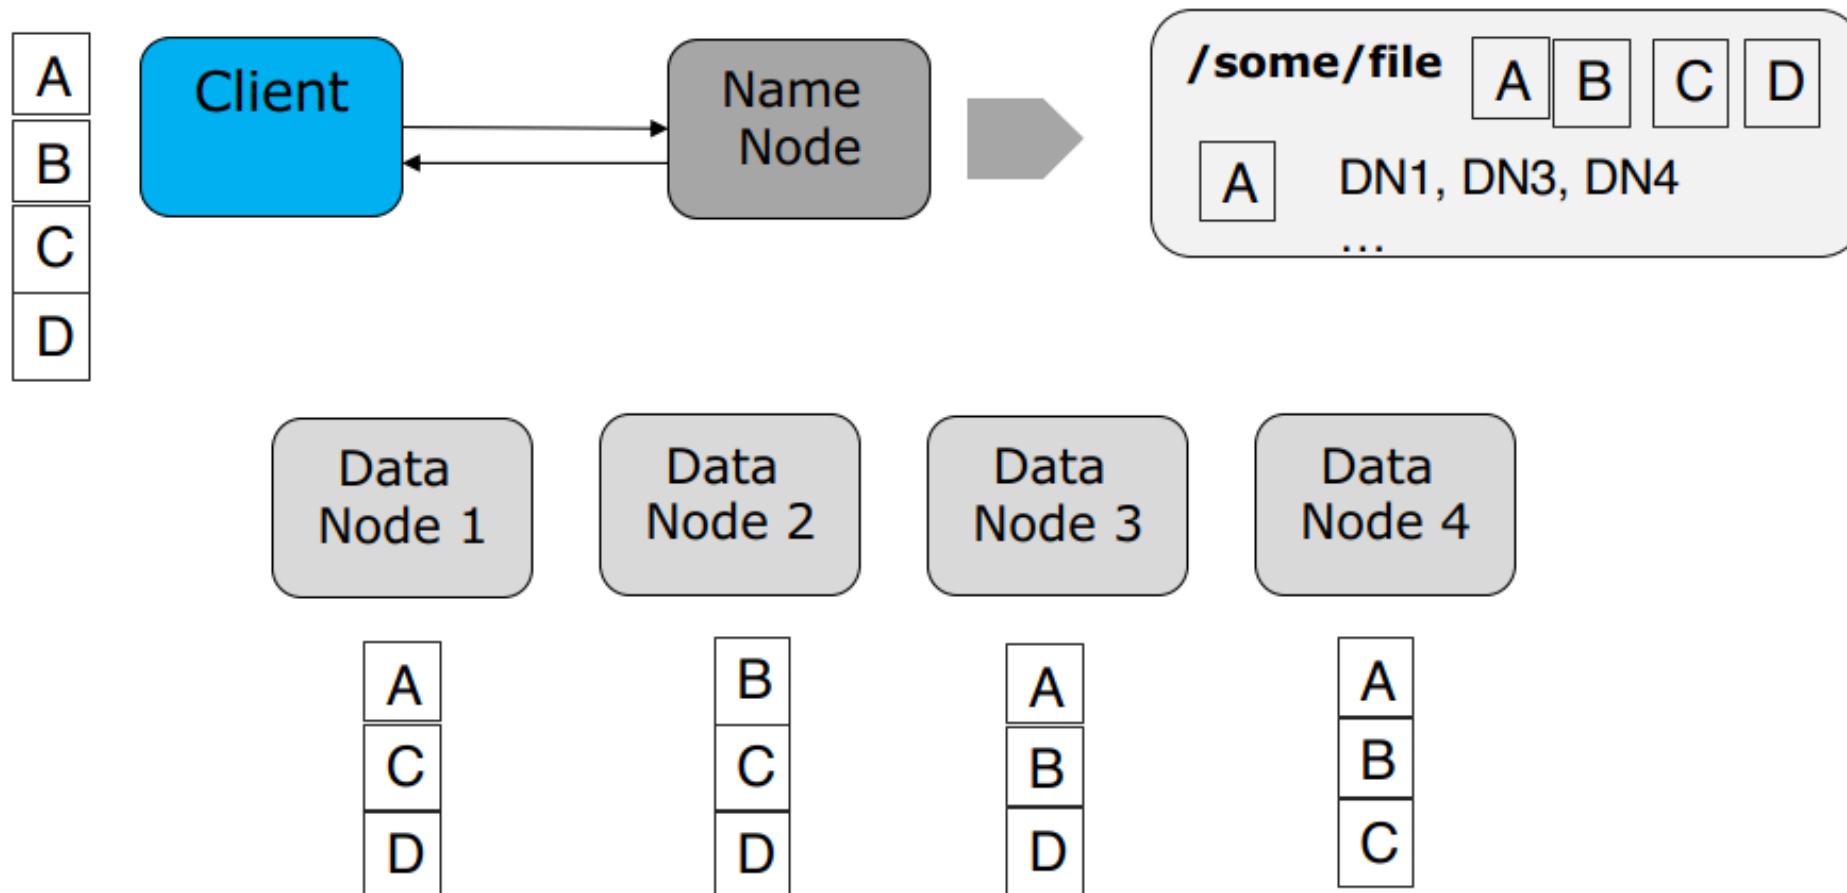 A
B
C
D
Client
Name
Node
/some/file A B C D
A DN1, DN3, DN4
...
Data
Node 1
Data
Node 2
Data
Node 3
Data
Node 4
A
C
D
B
C
D
A
B
D
A
B
C